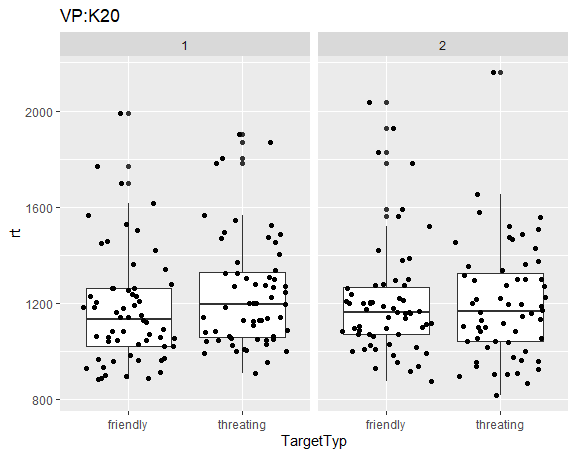 VP:K20
1 2
2000
1600
1200
800
rt
friendly threating friendly threating
TargetTyp